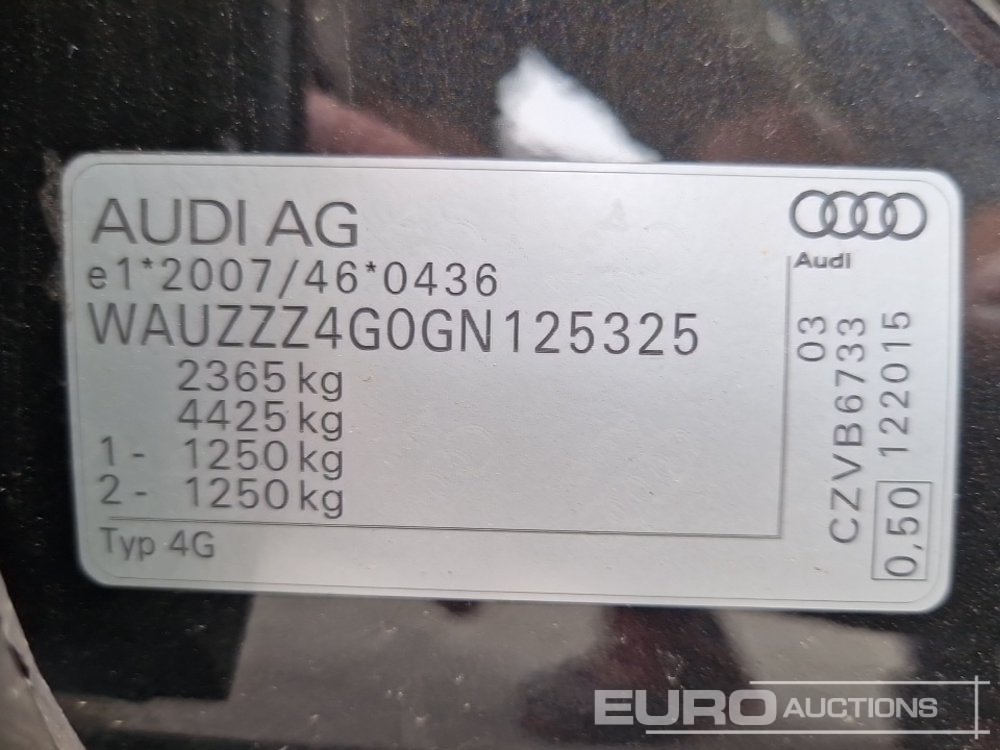 AUDI AG
e1*2007/46*0436
WAUZZZ4G0GN125325
2365 kg
4425 kg
1 - 1250 kg
2 - 1250 kg
Typ 4G
Audi
03
CZVB6733
0,50 122015
EURO AUCTIONS